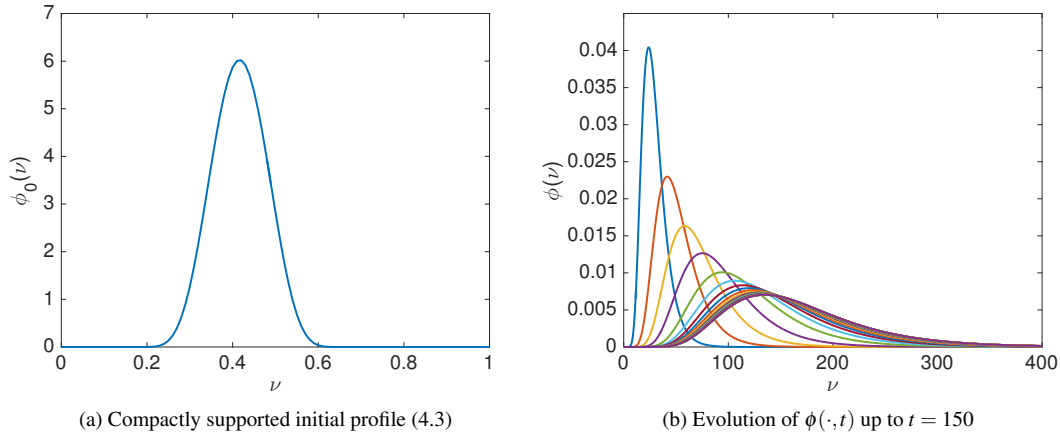 7
6
5
4
3
2
1
0
ϕ₀(ν)
0 0.2 0.4 0.6 0.8 1
ν
(a) Compactly supported initial profile (4.3)
0.04
0.035
0.03
0.025
0.02
0.015
0.01
0.005
0
ϕ(ν)
0 100 200 300 400
ν
(b) Evolution of ϕ(·,t) up to t = 150